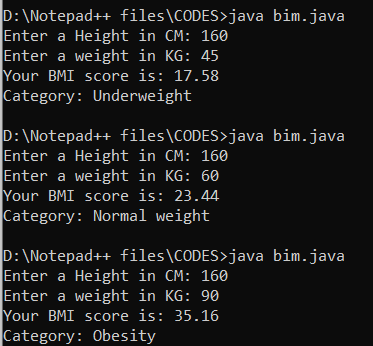 D:\Notepad++ files\CODES>java bim.java
Enter a Height in CM: 160
Enter a weight in KG: 45
Your BMI score is: 17.58
Category: Underweight
D:\Notepad++ files\CODES>java bim.java
Enter a Height in CM: 160
Enter a weight in KG: 60
Your BMI score is: 23.44
Category: Normal weight
D:\Notepad++ files\CODES>java bim.java
Enter a Height in CM: 160
Enter a weight in KG: 90
Your BMI score is: 35.16
Category: Obesity